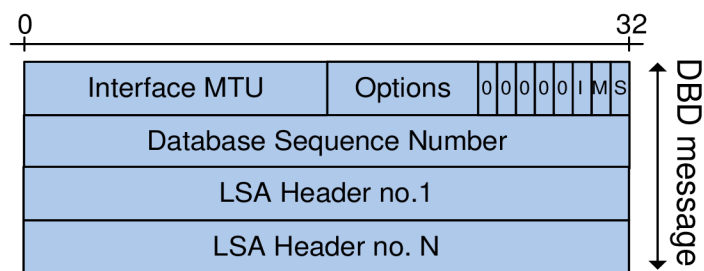 0 32
Interface MTU Options 0 0 0 0 0 I M S
Database Sequence Number
LSA Header no.1
LSA Header no. N
DBD message